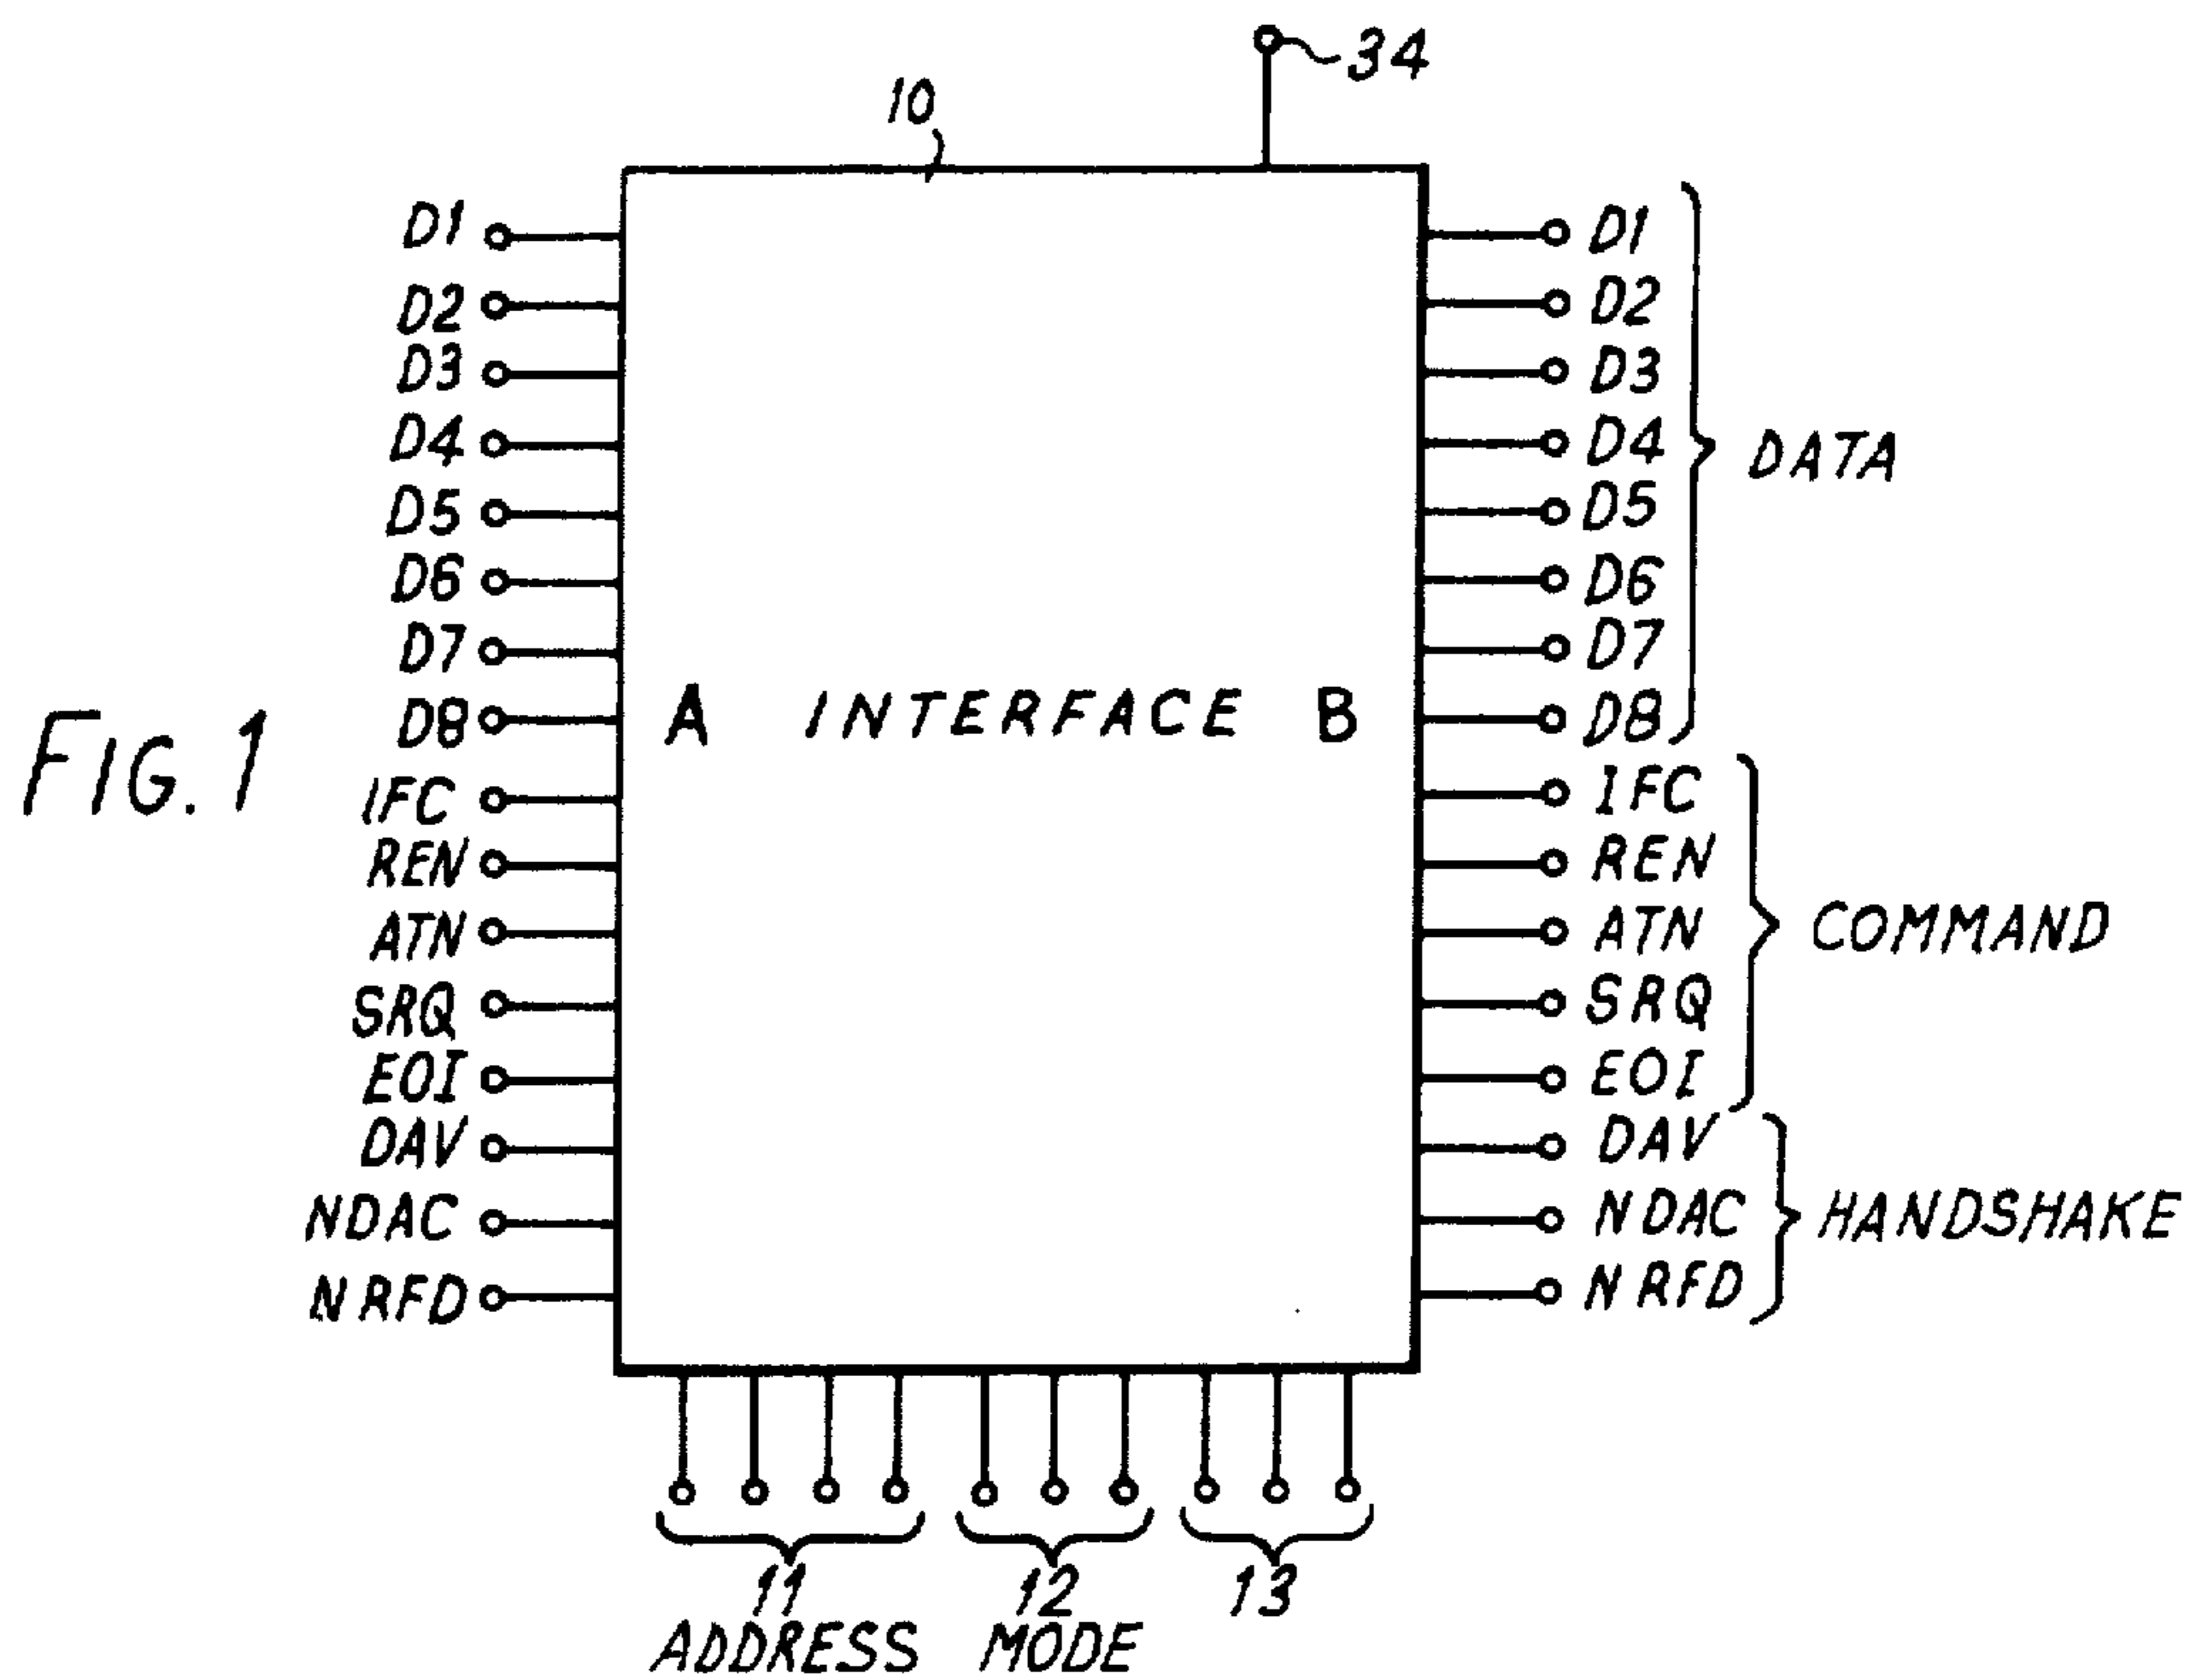 34
10
D1 D1
D2 D2
D3 D3
D4 D4 DATA
D5 D5
D6 D6
D7 D7
D8 A INTERFACE B D8
FIG. 1
IFC IFC
REN REN
ATN ATN COMMAND
SRQ SRQ
EOI EOI
DAV DAV
NDAC NDAC HANDSHAKE
NRFD NRFD
11 12 13
ADDRESS MODE